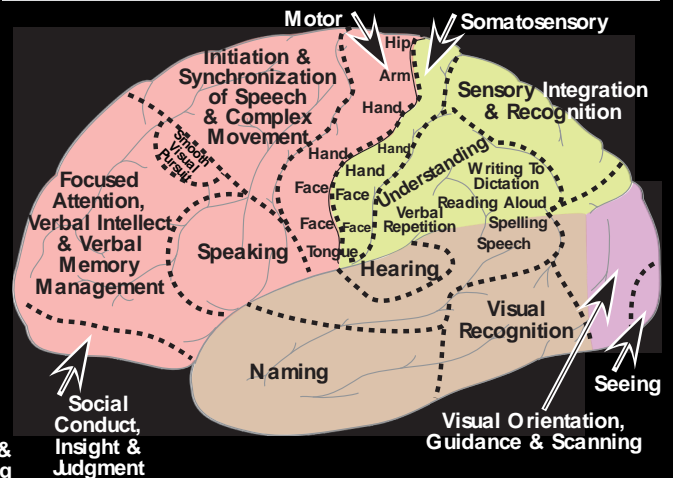 Motor
Somatosensory
Hip
Arm
Hand
Hand
Face
Face
Tongue
Hand
Hand
Face
Face
Initiation &
Synchronization
of Speech
& Complex
Movement
Smooth
Visual
Pursuit
Focused
Attention,
Verbal Intellect
& Verbal
Memory
Management
Speaking
Sensory Integration
& Recognition
Understanding
Writing To
Dictation
Reading Aloud
Verbal
Repetition
Spelling
Speech
Hearing
Visual
Recognition
Naming
Seeing
Visual Orientation,
Guidance & Scanning
Social
Conduct,
Insight &
Judgment
&
g